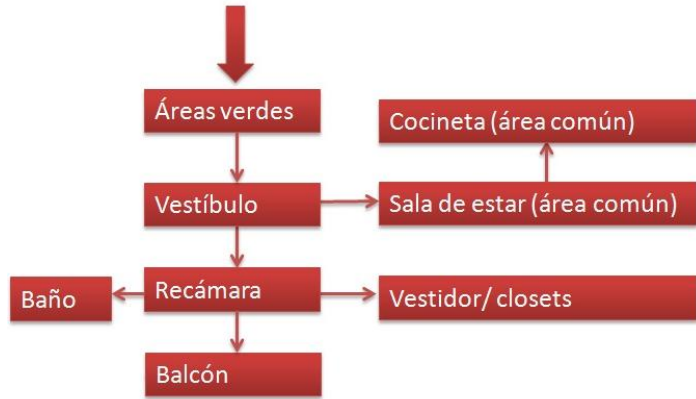 Áreas verdes
Cocineta (área común)
Vestíbulo
Sala de estar (área común)
Baño
Recámara
Vestidor/ closets
Balcón